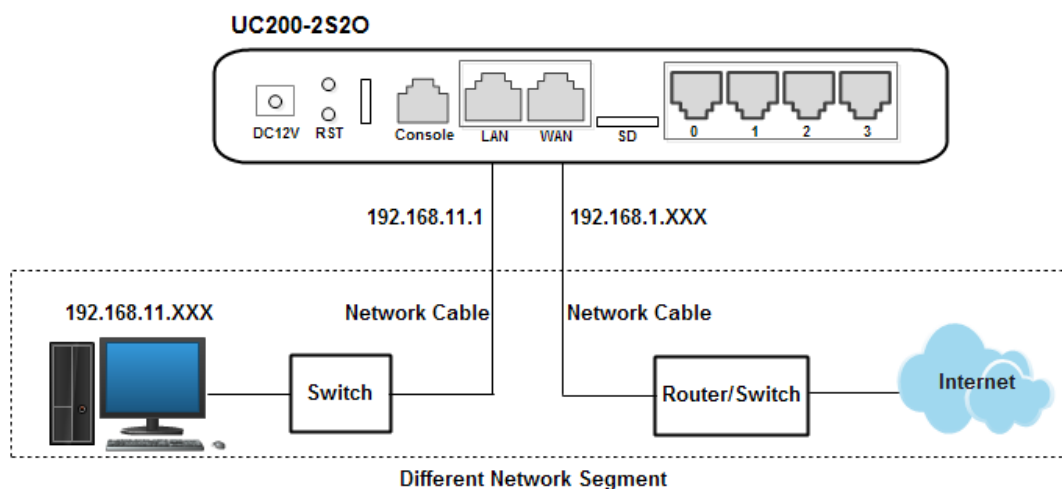 UC200-2S2O
DC12V
RST
Console
LAN
WAN
SD
0
1
2
3
192.168.11.1
192.168.1.XXX
192.168.11.XXX
Network Cable
Network Cable
Switch
Router/Switch
Internet
Different Network Segment